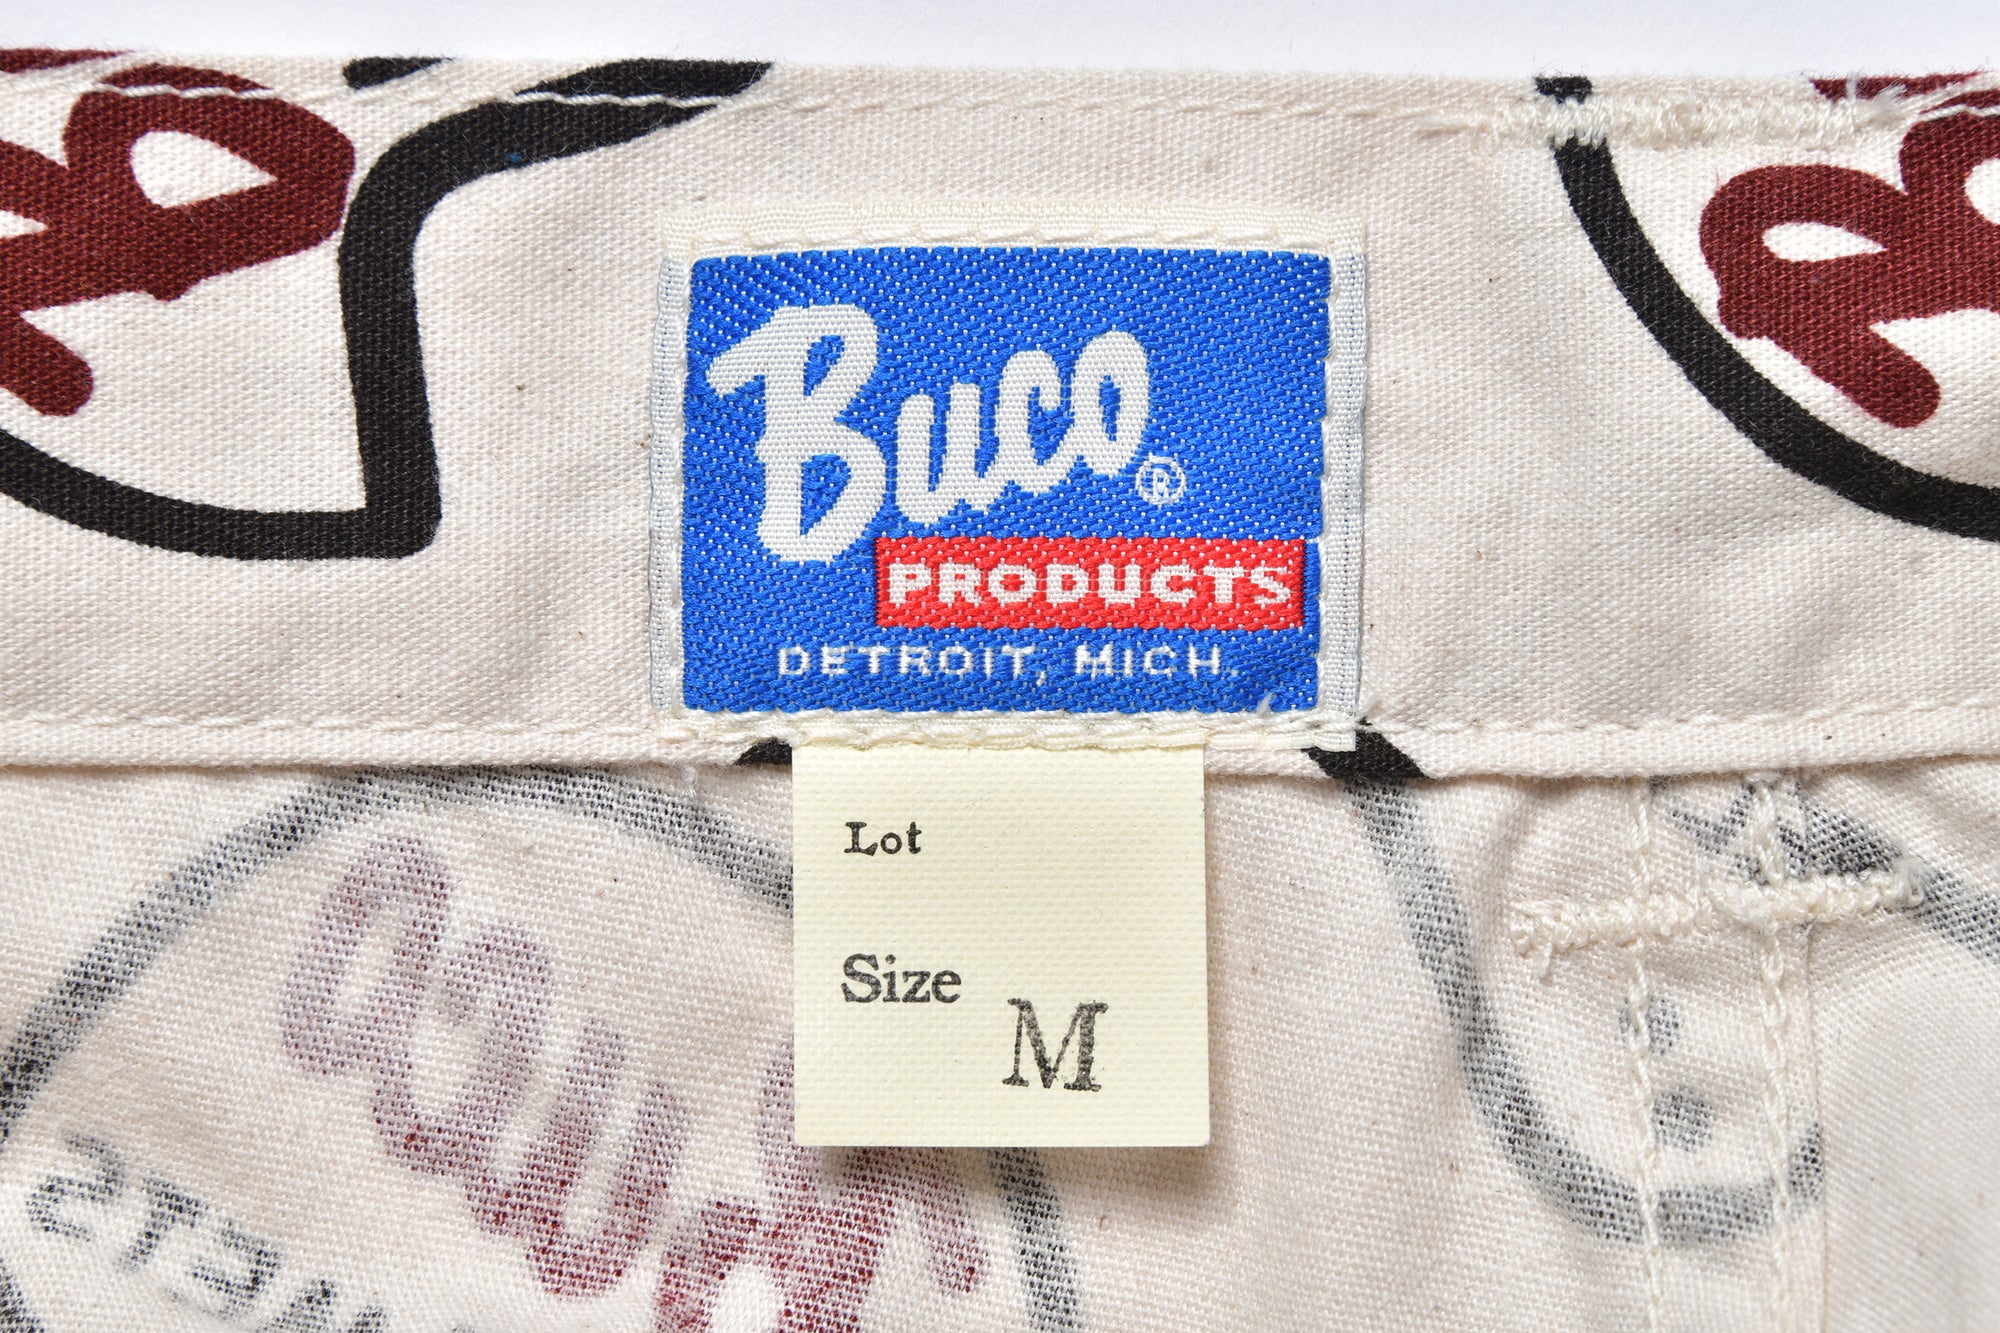 Buco®
PRODUCTS
DETROIT, MICH.
Lot
Size
M